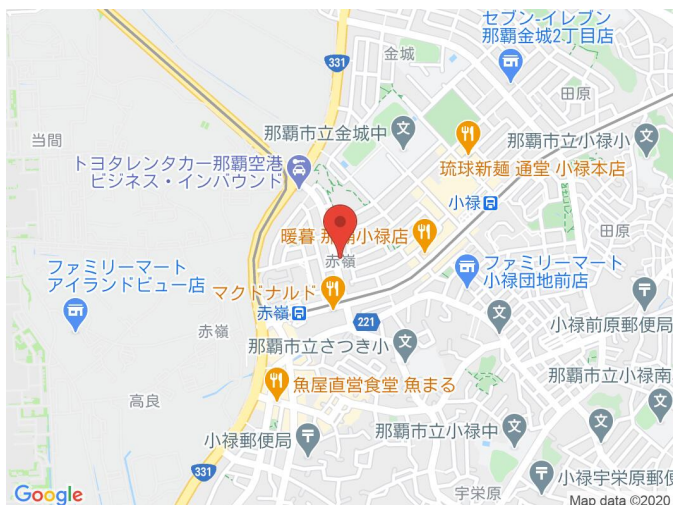 セブン-イレブン
那覇金城2丁目店
331
金城
田原
当間
那覇市立金城中
那覇市立小禄小
トヨタレンタカー那覇空港
ビジネス・インバウンド
琉球新麺 通堂 小禄本店
小禄
暖暮 那覇小禄店
田原
赤嶺
ファミリーマート
アイランドビュー店
ファミリーマート
小禄団地前店
マクドナルド
赤嶺
221
赤嶺
小禄前原郵便局
那覇市立さつき小
魚屋直営食堂 魚まる
那覇市立小禄南
高良
小禄郵便局
那覇市立小禄中
331
小禄宇栄原郵便
宇栄原
Google
Map data ©2020